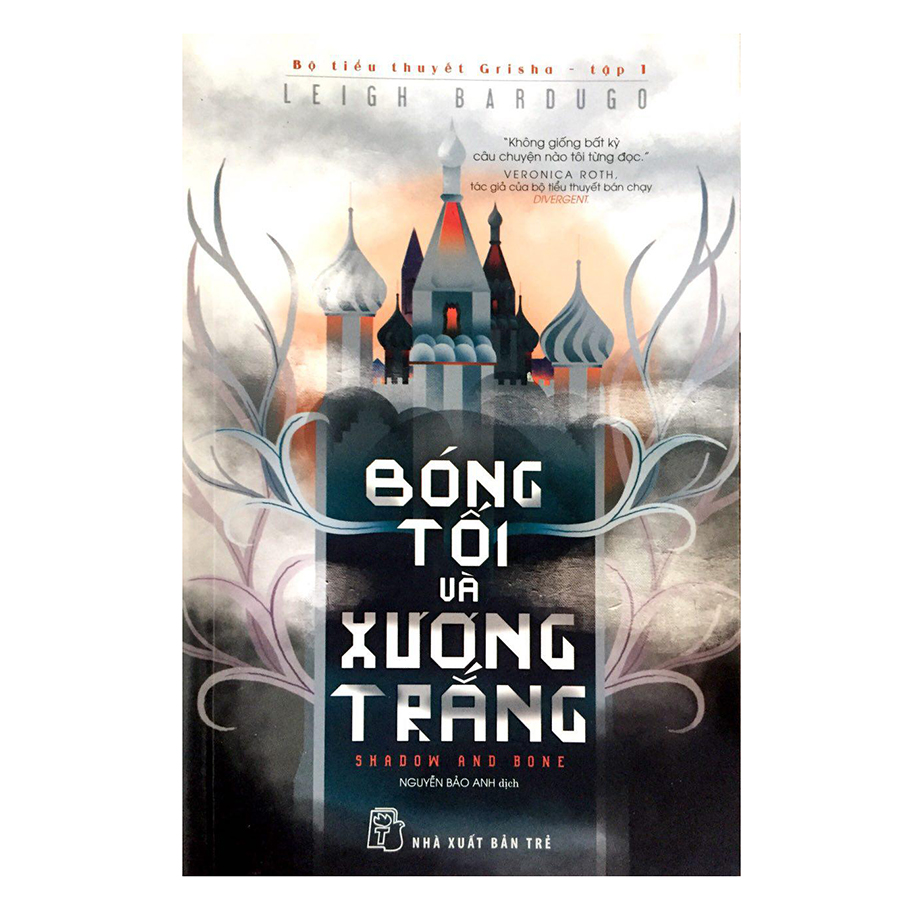 Bộ tiểu thuyết Grisha - tập 1
LEIGH BARDUGO
“Không giống bất kỳ
câu chuyện nào tôi từng đọc.”
VERONICA ROTH,
tác giả của bộ tiểu thuyết bán chạy
DIVERGENT.
BÓNG
TỐI
VÀ
XƯƠNG
TRẮNG
SHADOW AND BONE
NGUYỄN BẢO ANH dịch
NHÀ XUẤT BẢN TRẺ